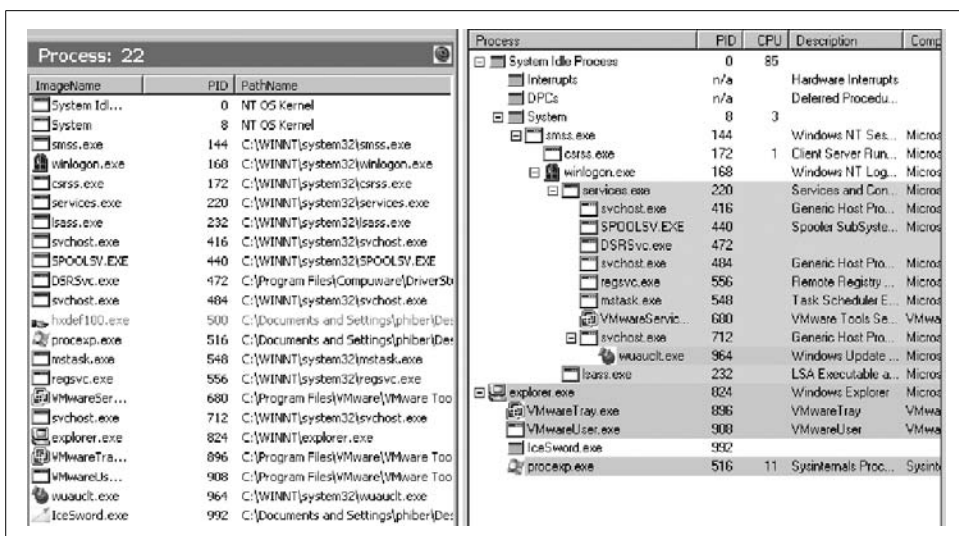 Process: 22
ImageName PID PathName
System Idl... 0 NT OS Kernel
System 8 NT OS Kernel
smss.exe 144 C:\WINNT\system32\smss.exe
winlogon.exe 168 C:\WINNT\system32\winlogon.exe
csrss.exe 172 C:\WINNT\system32\csrss.exe
services.exe 220 C:\WINNT\system32\services.exe
lsass.exe 232 C:\WINNT\system32\lsass.exe
svchost.exe 416 C:\WINNT\system32\svchost.exe
SPOOLSV.EXE 440 C:\WINNT\system32\SPOOLSV.EXE
DSRSvc.exe 472 C:\Program Files\Compuware\DriverStu
svchost.exe 484 C:\WINNT\system32\svchost.exe
hxdef100.exe 500 C:\Documents and Settings\phiber\Des
procexp.exe 516 C:\Documents and Settings\phiber\Des
mstask.exe 548 C:\WINNT\system32\mstask.exe
regsvc.exe 556 C:\WINNT\system32\regsvc.exe
VMwareSer... 680 C:\Program Files\VMware\VMware Too
svchost.exe 712 C:\WINNT\system32\svchost.exe
explorer.exe 824 C:\WINNT\explorer.exe
VMwareTra... 896 C:\Program Files\VMware\VMware Too
VMwareUs... 908 C:\Program Files\VMware\VMware Too
wuauclt.exe 964 C:\WINNT\system32\wuauclt.exe
IceSword.exe 992 C:\Documents and Settings\phiber\Des
Process PID CPU Description Comp
System Idle Process 0 85
Interrupts n/a Hardware Interrupts
DPCs n/a Deferred Procedu...
System 8 3
smss.exe 144 Windows NT Ses... Micros
csrss.exe 172 1 Client Server Run... Micros
winlogon.exe 168 Windows NT Log... Micros
services.exe 220 Services and Con... Micros
svchost.exe 416 Generic Host Pro... Micros
SPOOLSV.EXE 440 Spooler SubSyste... Micros
DSRSvc.exe 472
svchost.exe 484 Generic Host Pro... Micros
regsvc.exe 556 Remote Registry ... Micros
mstask.exe 548 Task Scheduler E... Micros
VMwareServic... 680 VMware Tools Se... VMwa
svchost.exe 712 Generic Host Pro... Micros
wuauclt.exe 964 Windows Update ... Micros
lsass.exe 232 LSA Executable a... Micros
explorer.exe 824 Windows Explorer Micros
VMwareTray.exe 896 VMwareTray VMwa
VMwareUser.exe 908 VMwareUser VMwa
IceSword.exe 992
procexp.exe 516 11 Sysinternals Proc... Sysinte